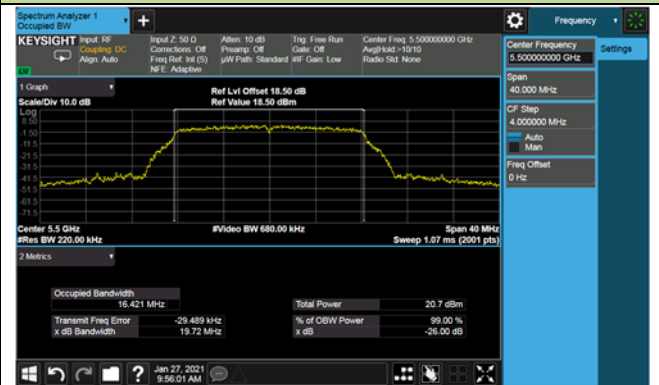 Spectrum Analyzer 1
Occupied BW
Frequency
KEYSIGHT
Input: RF
Coupling: DC
Align: Auto
Input Z: 50 Ω
Corrections: Off
Freq Ref: Int (S)
NFE: Adaptive
Atten: 10 dB
Preamp: Off
µW Path: Standard
Trig: Free Run
Gate: Off
#IF Gain: Low
Center Freq: 5.500000000 GHz
Avg|Hold:>10/10
Radio Std: None
1 Graph
Scale/Div 10.0 dB
Ref Lvl Offset 18.50 dB
Ref Value 18.50 dBm
Log
8.50
-1.50
-11.5
-21.5
-31.5
-41.5
-51.5
-61.5
-71.5
Center 5.5 GHz
#Res BW 220.00 kHz
#Video BW 680.00 kHz
Span 40 MHz
Sweep 1.07 ms (2001 pts)
2 Metrics
Occupied Bandwidth
16.421 MHz
Total Power 20.7 dBm
Transmit Freq Error -29.489 kHz
% of OBW Power 99.00 %
x dB Bandwidth 19.72 MHz
x dB -26.00 dB
Jan 27, 2021
9:56:01 AM
Center Frequency
5.500000000 GHz
Settings
Span
40.000 MHz
CF Step
4.000000 MHz
Auto
Man
Freq Offset
0 Hz